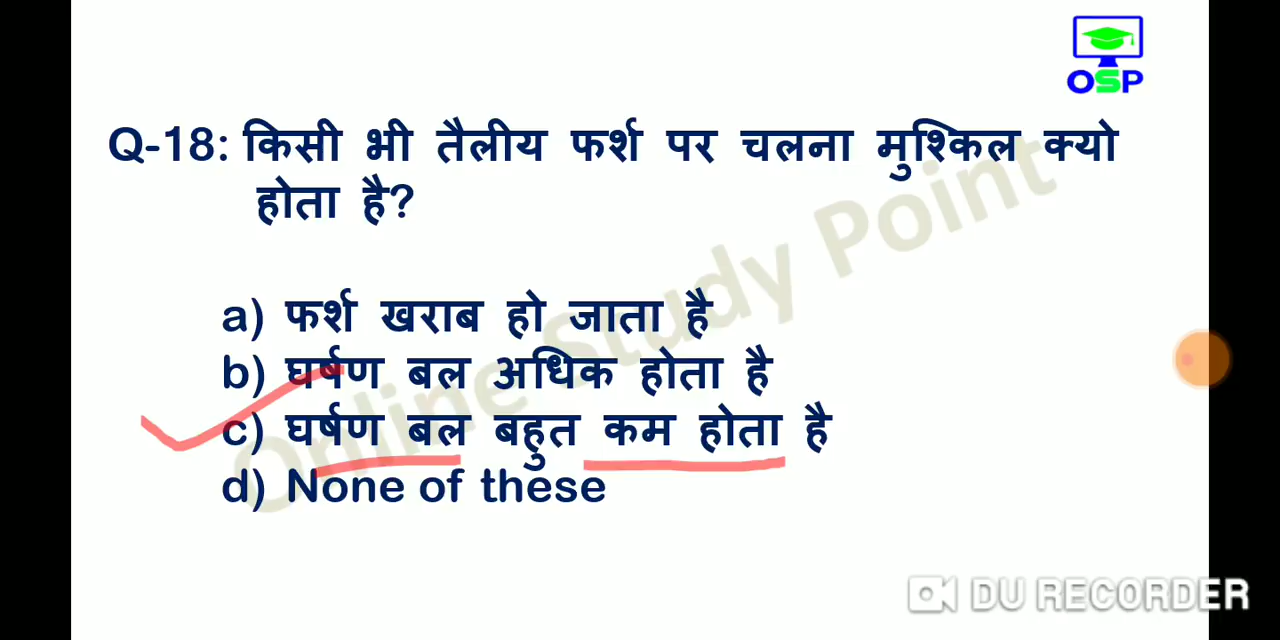 OSP
Q-18: किसी भी तैलीय फर्श पर चलना मुश्किल क्यो
होता है?
a) फर्श खराब हो जाता है
b) घर्षण बल अधिक होता है
c) घर्षण बल बहुत कम होता है
d) None of these
Online Study Point
DU RECORDER